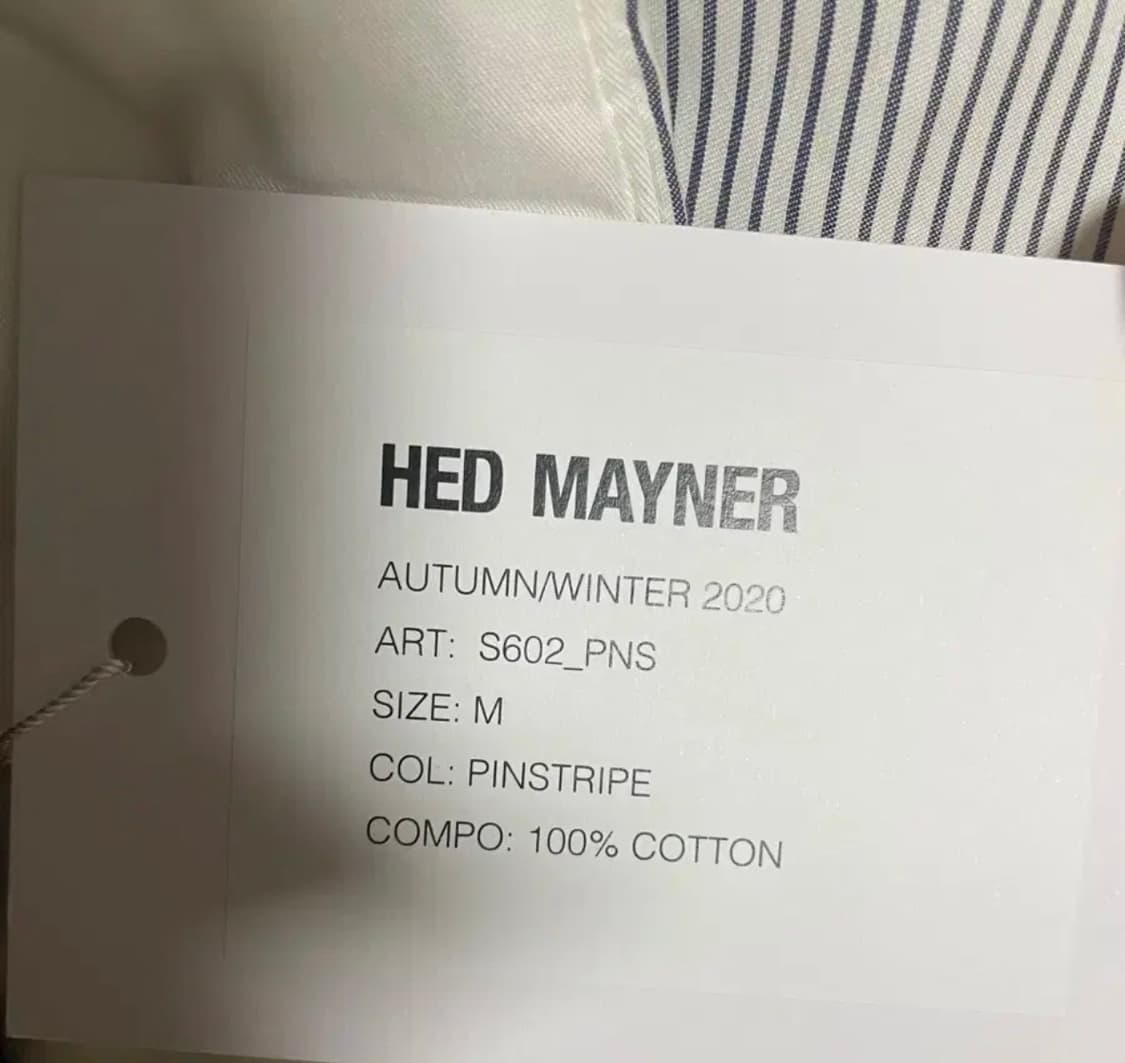 HED MAYNER
AUTUMN/WINTER 2020
ART: S602_PNS
SIZE: M
COL: PINSTRIPE
COMPO: 100% COTTON